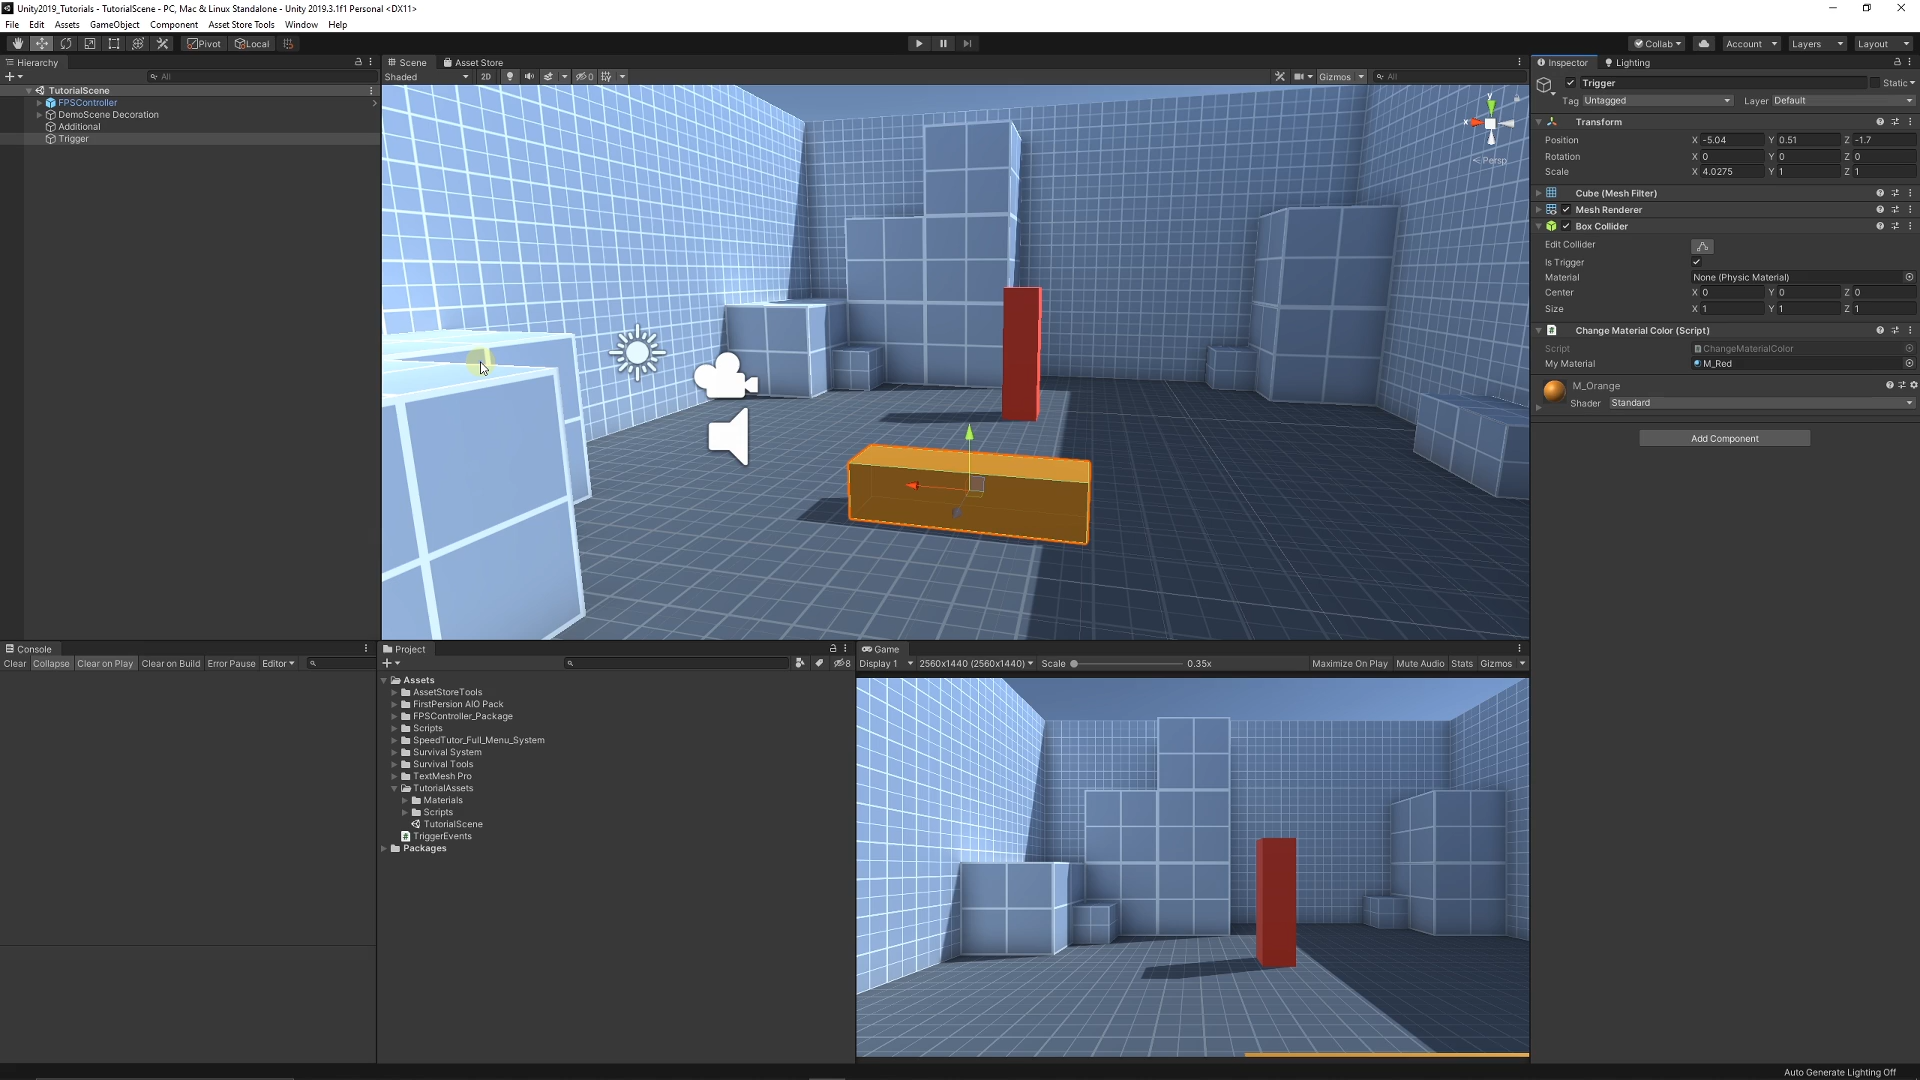 Unity2019_Tutorials - TutorialScene - PC, Mac & Linux Standalone - Unity 2019.3.1f1 Personal <DX11>
File Edit Assets GameObject Component Asset Store Tools Window Help
Pivot Local Collab Account Layers Layout
Hierarchy
All
TutorialScene
FPSController
DemoScene Decoration
Additional
Trigger
Scene Asset Store
Shaded 2D 0 Gizmos All
y
x
Persp
Inspector Lighting
Trigger Static
Tag Untagged Layer Default
Transform
Position X -5.04 Y 0.51 Z -1.7
Rotation X 0 Y 0 Z 0
Scale X 4.0275 Y 1 Z 1
Cube (Mesh Filter)
Mesh Renderer
Box Collider
Edit Collider
Is Trigger
Material None (Physic Material)
Center X 0 Y 0 Z 0
Size X 1 Y 1 Z 1
Change Material Color (Script)
Script ChangeMaterialColor
My Material M_Red
M_Orange
Shader Standard
Add Component
Console
Clear Collapse Clear on Play Clear on Build Error Pause Editor
Project
8
Assets
AssetStoreTools
FirstPersion AIO Pack
FPSController_Package
Scripts
SpeedTutor_Full_Menu_System
Survival System
Survival Tools
TextMesh Pro
TutorialAssets
Materials
Scripts
TutorialScene
TriggerEvents
Packages
Game
Display 1 2560x1440 (2560x1440) Scale 0.35x Maximize On Play Mute Audio Stats Gizmos
Auto Generate Lighting Off